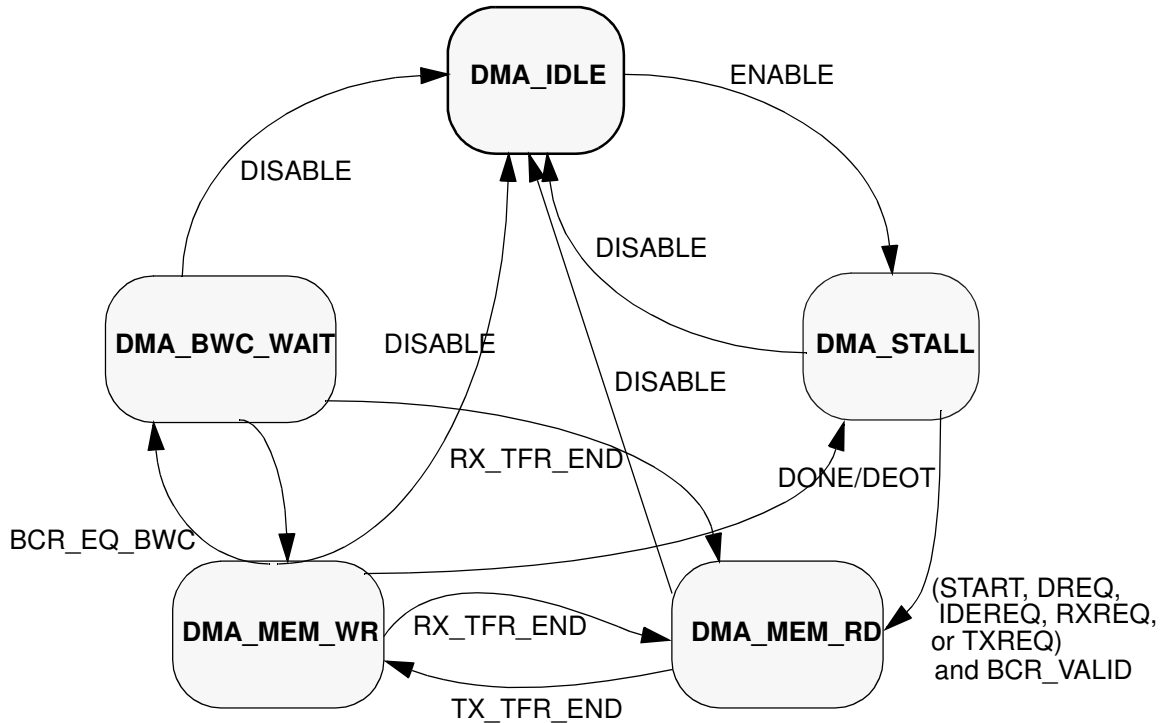 DMA_IDLE
ENABLE
DISABLE
DISABLE
DMA_BWC_WAIT
DISABLE
DMA_STALL
DISABLE
RX_TFR_END
DONE/DEOT
BCR_EQ_BWC
DMA_MEM_WR
RX_TFR_END
DMA_MEM_RD
(START, DREQ,
IDEREQ, RXREQ,
or TXREQ)
and BCR_VALID
TX_TFR_END